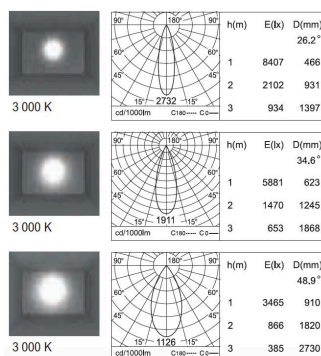 90° 180° 90° h(m) E(lx) D(mm)
26.2°
60° 60°
1 8407 466
45° 45°
2 2102 931
15° 2732 15°
3 934 1397
3 000 K cd/1000lm C180----- C0—
90° 180° 90° h(m) E(lx) D(mm)
34.6°
60° 60°
1 5881 623
45° 45°
2 1470 1245
15° 1911 15°
3 653 1868
3 000 K cd/1000lm C180----- C0—
90° 180° 90° h(m) E(lx) D(mm)
48.9°
60° 60°
1 3465 910
45° 45°
2 866 1820
15° 1126 15°
3 385 2730
3 000 K cd/1000lm C180----- C0—